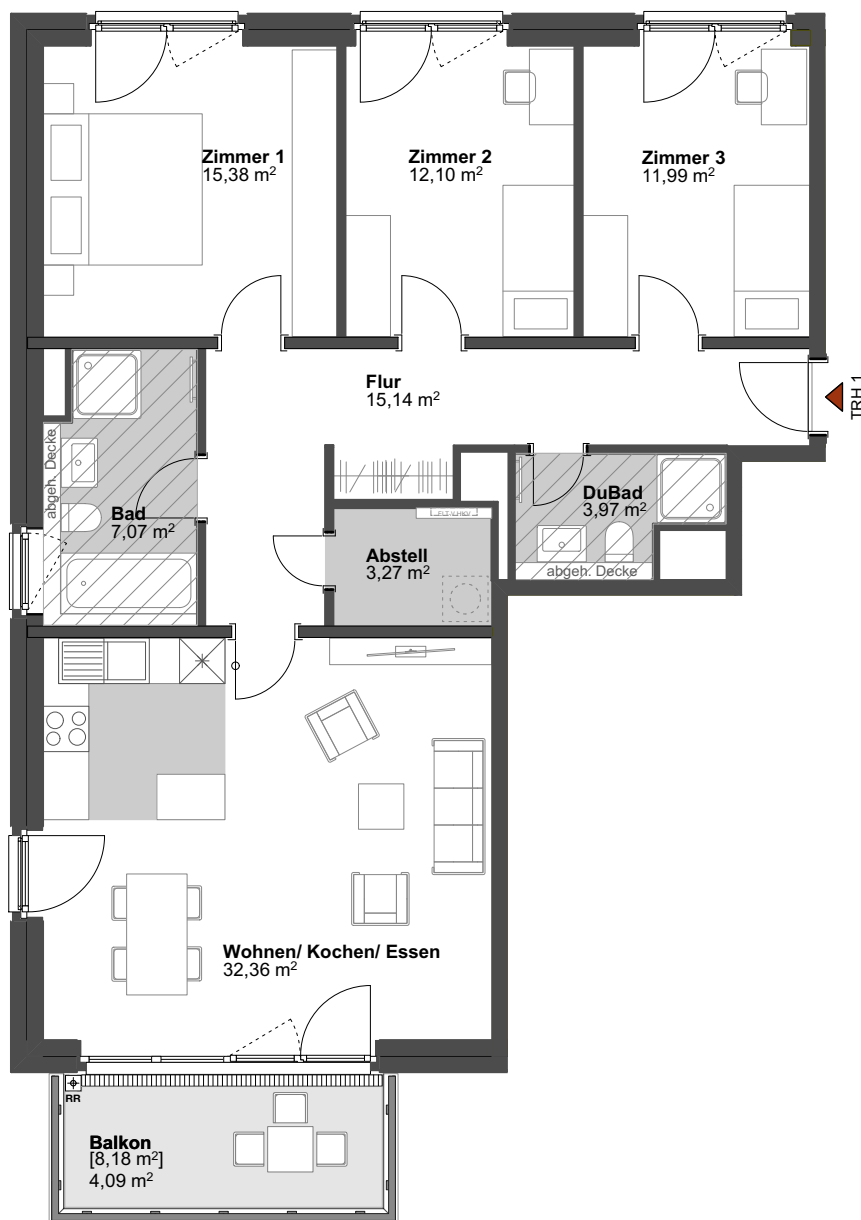 Zimmer 1
15,38 m²
Zimmer 2
12,10 m²
Zimmer 3
11,99 m²
Flur
15,14 m²
TRH 1
abgeh. Decke
Bad
7,07 m²
DuBad
3,97 m²
abgeh. Decke
Abstell
3,27 m²
Wohnen/ Kochen/ Essen
32,36 m²
RR
Balkon
[8,18 m²]
4,09 m²